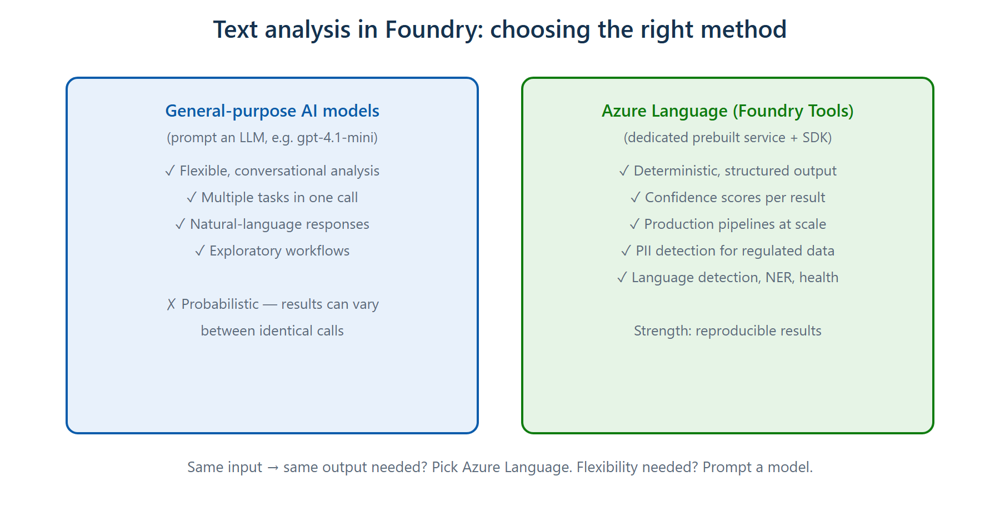 Text analysis in Foundry: choosing the right method
General-purpose AI models
(prompt an LLM, e.g. gpt-4.1-mini)
✓ Flexible, conversational analysis
✓ Multiple tasks in one call
✓ Natural-language responses
✓ Exploratory workflows
✗ Probabilistic — results can vary
between identical calls
Azure Language (Foundry Tools)
(dedicated prebuilt service + SDK)
✓ Deterministic, structured output
✓ Confidence scores per result
✓ Production pipelines at scale
✓ PII detection for regulated data
✓ Language detection, NER, health
Strength: reproducible results
Same input → same output needed? Pick Azure Language. Flexibility needed? Prompt a model.